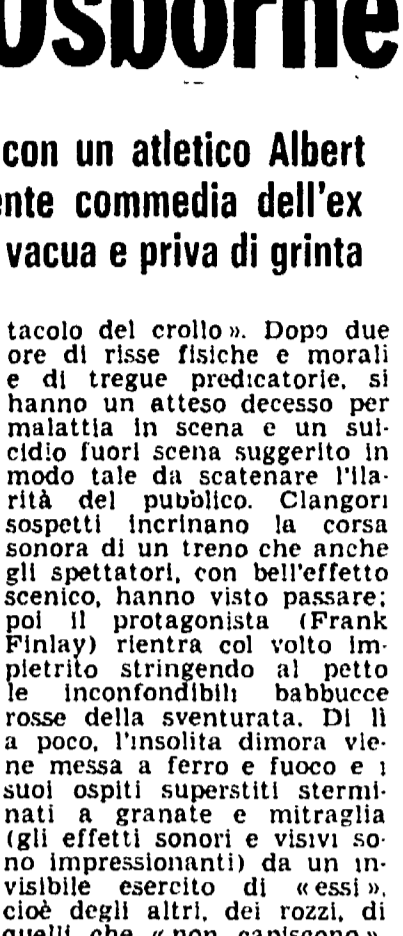 Osborne
con un atletico Albert
ente commedia dell'ex
vacua e priva di grinta
tacolo del crollo». Dopo due
ore di risse fisiche e morali
e di tregue predicatorie, si
hanno un atteso decesso per
malattia in scena e un sui-
cidio fuori scena suggerito in
modo tale da scatenare l'ila-
rità del pubblico. Clangori
sospetti incrinano la corsa
sonora di un treno che anche
gli spettatori, con bell'effetto
scenico, hanno visto passare;
poi il protagonista (Frank
Finlay) rientra col volto im-
pietrito stringendo al petto
le inconfondibili babbucce
rosse della sventurata. Di lì
a poco, l'insolita dimora vie-
ne messa a ferro e fuoco e i
suoi ospiti superstiti stermi-
nati a granate e mitraglia
(gli effetti sonori e visivi so-
no impressionanti) da un in-
visibile esercito di «essi»,
cioè degli altri, dei rozzi, di
quelli che «non capiscono»